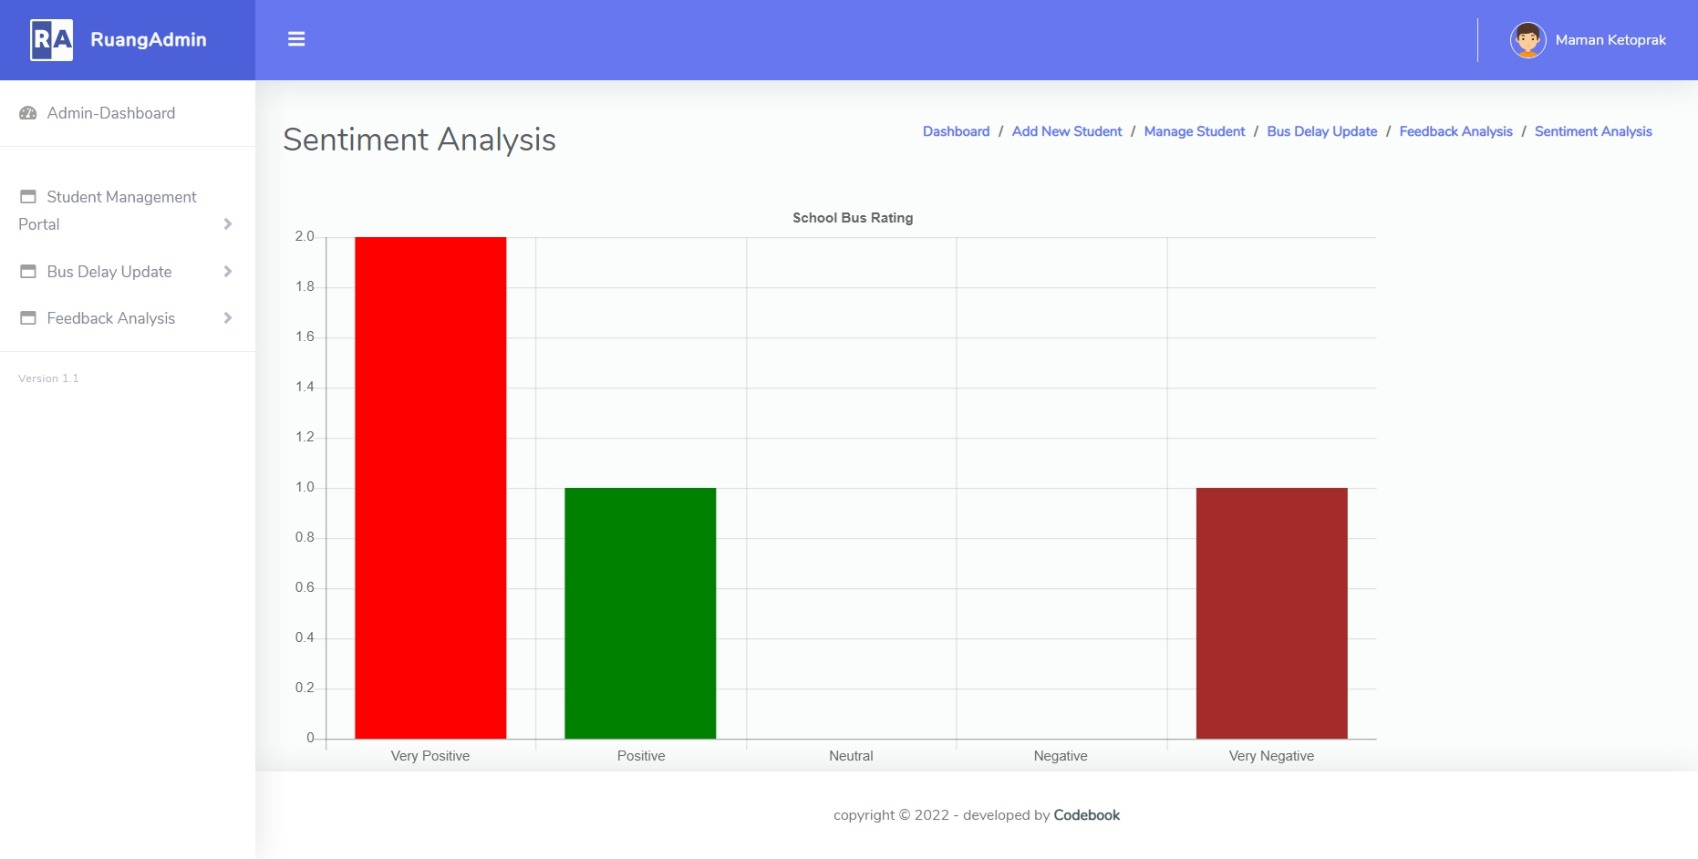 RA RuangAdmin
Maman Ketoprak
Admin-Dashboard
Student Management
Portal
Bus Delay Update
Feedback Analysis
Version 1.1
Sentiment Analysis
Dashboard / Add New Student / Manage Student / Bus Delay Update / Feedback Analysis / Sentiment Analysis
School Bus Rating
2.0
1.8
1.6
1.4
1.2
1.0
0.8
0.6
0.4
0.2
0
Very Positive Positive Neutral Negative Very Negative
copyright © 2022 - developed by Codebook